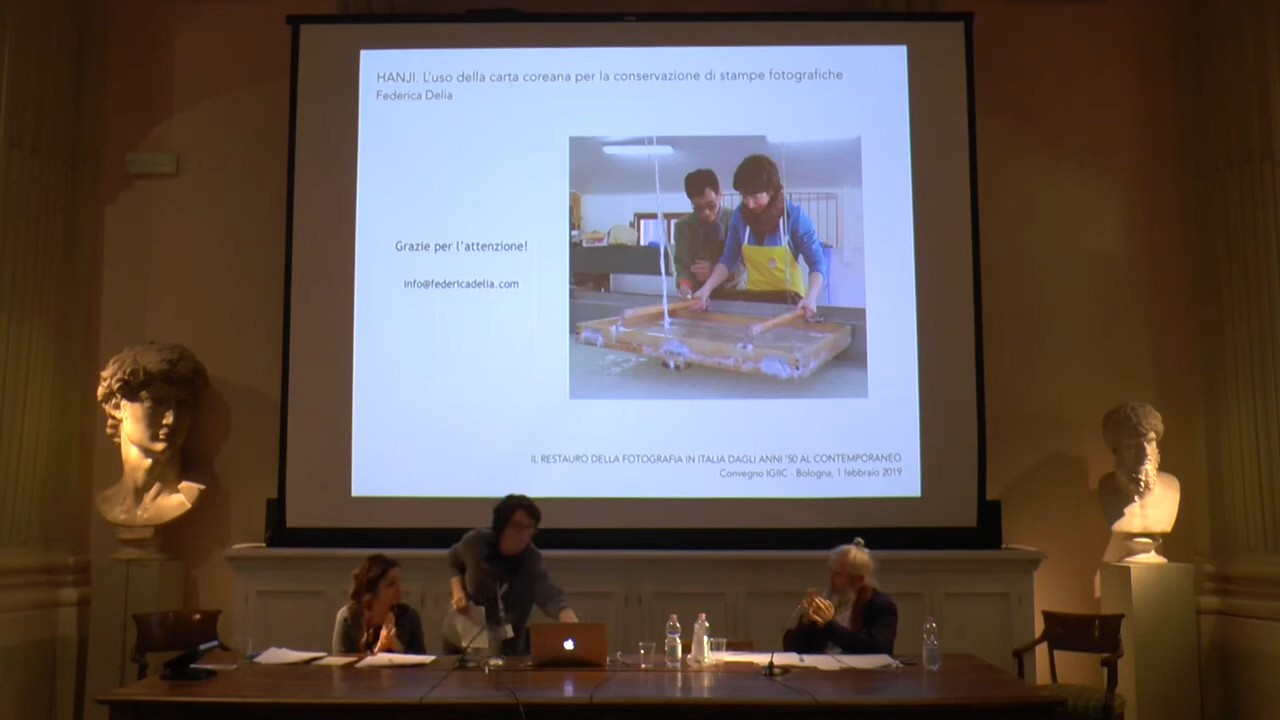 HANJI. L'uso della carta coreana per la conservazione di stampe fotografiche
Federica Delia
Grazie per l'attenzione!
info@federicadelia.com
IL RESTAURO DELLA FOTOGRAFIA IN ITALIA DAGLI ANNI '50 AL CONTEMPORANEO
Convegno IGIIC - Bologna, 1 febbraio 2019